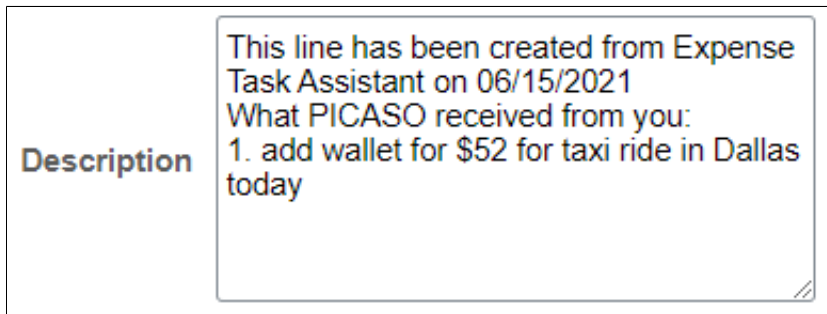 Description
This line has been created from Expense
Task Assistant on 06/15/2021
What PICASO received from you:
1. add wallet for $52 for taxi ride in Dallas
today